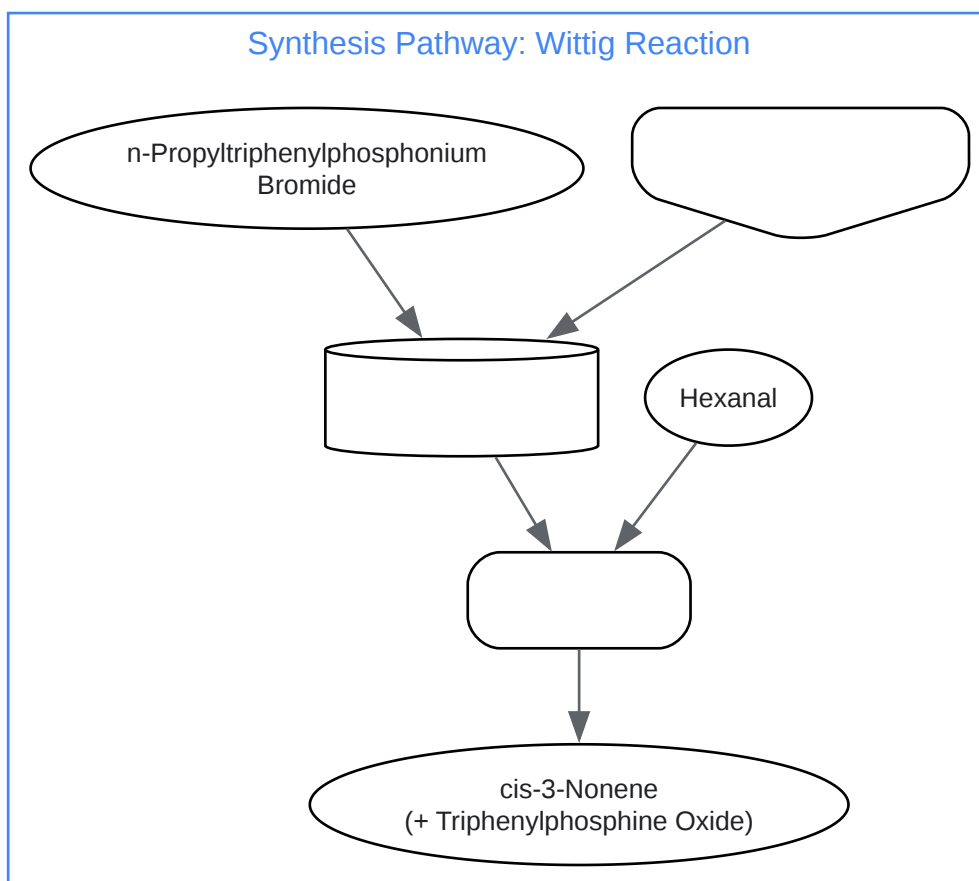 Synthesis Pathway: Wittig Reaction
n-Propyltriphenylphosphonium
Bromide
Hexanal
cis-3-Nonene
(+ Triphenylphosphine Oxide)